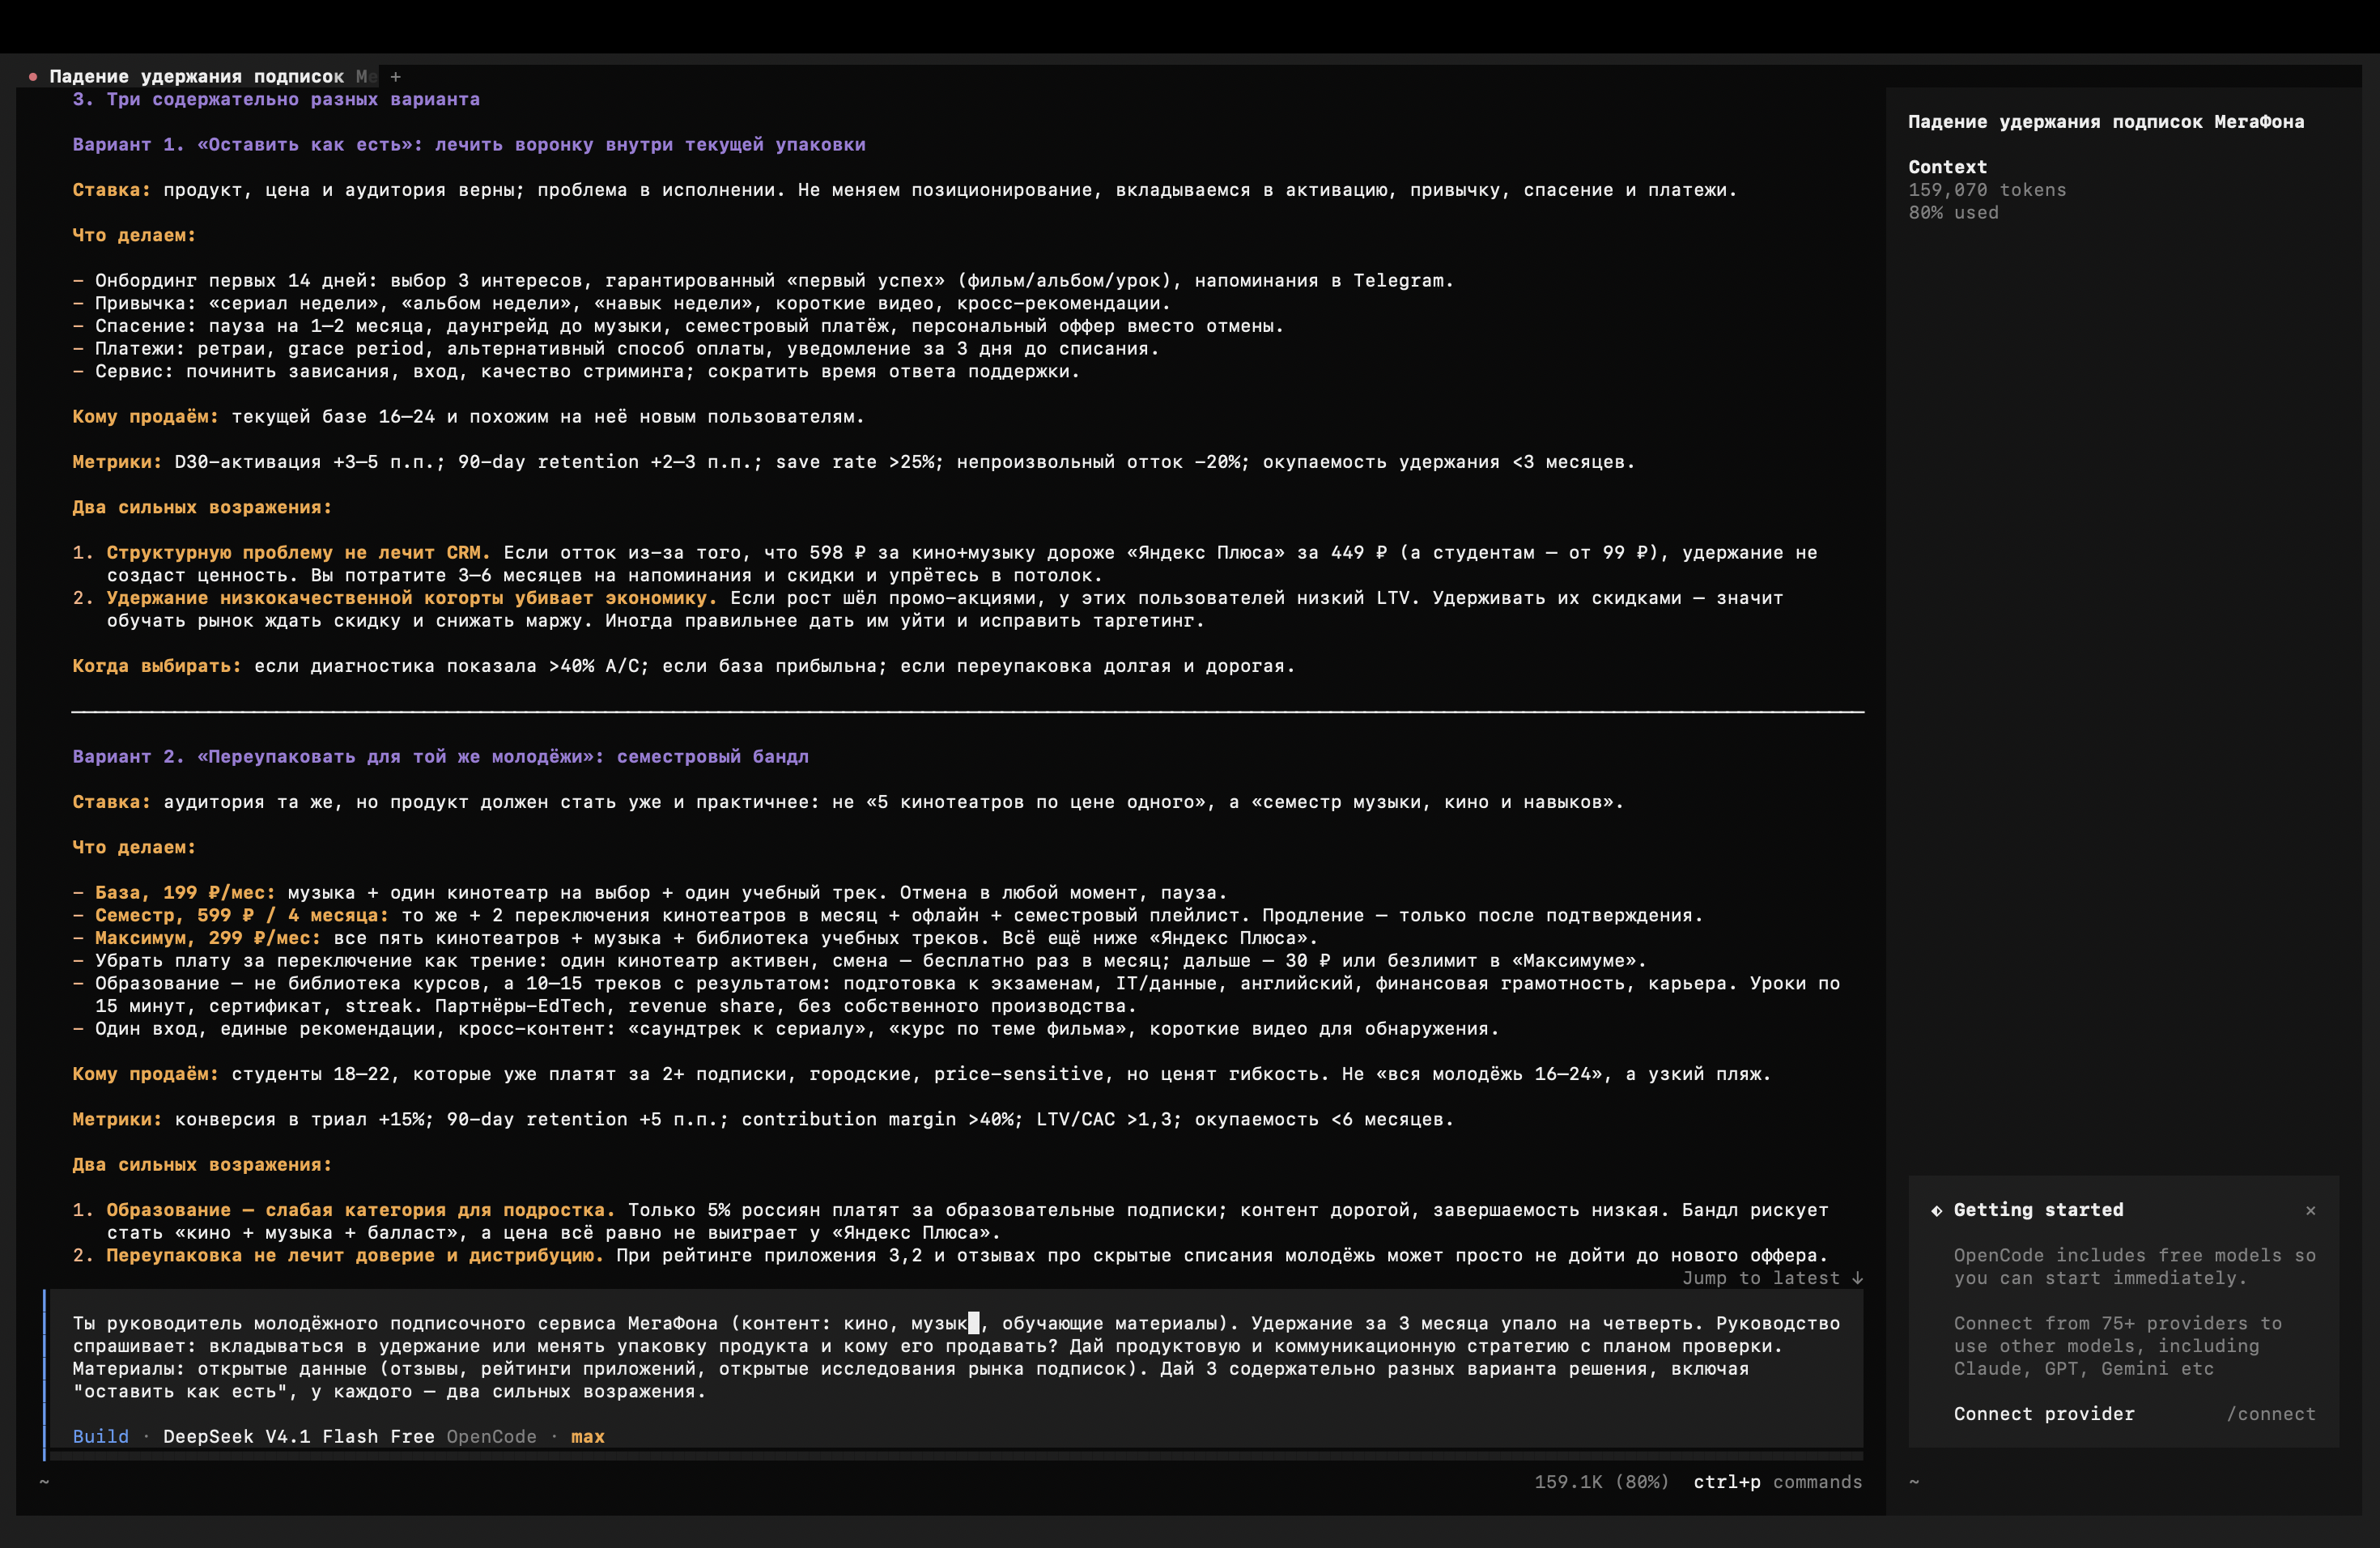 ● Падение удержания подписок Ме +
3. Три содержательно разных варианта
Вариант 1. «Оставить как есть»: лечить воронку внутри текущей упаковки
Ставка: продукт, цена и аудитория верны; проблема в исполнении. Не меняем позиционирование, вкладываемся в активацию, привычку, спасение и платежи.
Что делаем:
– Онбординг первых 14 дней: выбор 3 интересов, гарантированный «первый успех» (фильм/альбом/урок), напоминания в Telegram.
– Привычка: «сериал недели», «альбом недели», «навык недели», короткие видео, кросс-рекомендации.
– Спасение: пауза на 1–2 месяца, даунгрейд до музыки, семестровый платёж, персональный оффер вместо отмены.
– Платежи: ретраи, grace period, альтернативный способ оплаты, уведомление за 3 дня до списания.
– Сервис: починить зависания, вход, качество стриминга; сократить время ответа поддержки.
Кому продаём: текущей базе 16–24 и похожим на неё новым пользователям.
Метрики: D30-активация +3–5 п.п.; 90-day retention +2–3 п.п.; save rate >25%; непроизвольный отток −20%; окупаемость удержания <3 месяцев.
Два сильных возражения:
1. Структурную проблему не лечит CRM. Если отток из-за того, что 598 ₽ за кино+музыку дороже «Яндекс Плюса» за 449 ₽ (а студентам — от 99 ₽), удержание не
создаст ценность. Вы потратите 3–6 месяцев на напоминания и скидки и упрётесь в потолок.
2. Удержание низкокачественной когорты убивает экономику. Если рост шёл промо-акциями, у этих пользователей низкий LTV. Удерживать их скидками — значит
обучать рынок ждать скидку и снижать маржу. Иногда правильнее дать им уйти и исправить таргетинг.
Когда выбирать: если диагностика показала >40% A/C; если база прибыльна; если переупаковка долгая и дорогая.
Вариант 2. «Переупаковать для той же молодёжи»: семестровый бандл
Ставка: аудитория та же, но продукт должен стать уже и практичнее: не «5 кинотеатров по цене одного», а «семестр музыки, кино и навыков».
Что делаем:
– База, 199 ₽/мес: музыка + один кинотеатр на выбор + один учебный трек. Отмена в любой момент, пауза.
– Семестр, 599 ₽ / 4 месяца: то же + 2 переключения кинотеатров в месяц + офлайн + семестровый плейлист. Продление — только после подтверждения.
– Максимум, 299 ₽/мес: все пять кинотеатров + музыка + библиотека учебных треков. Всё ещё ниже «Яндекс Плюса».
– Убрать плату за переключение как трение: один кинотеатр активен, смена — бесплатно раз в месяц; дальше — 30 ₽ или безлимит в «Максимуме».
– Образование — не библиотека курсов, а 10–15 треков с результатом: подготовка к экзаменам, IT/данные, английский, финансовая грамотность, карьера. Уроки по
15 минут, сертификат, streak. Партнёры-EdTech, revenue share, без собственного производства.
– Один вход, единые рекомендации, кросс-контент: «саундтрек к сериалу», «курс по теме фильма», короткие видео для обнаружения.
Кому продаём: студенты 18–22, которые уже платят за 2+ подписки, городские, price-sensitive, но ценят гибкость. Не «вся молодёжь 16–24», а узкий пляж.
Метрики: конверсия в триал +15%; 90-day retention +5 п.п.; contribution margin >40%; LTV/CAC >1,3; окупаемость <6 месяцев.
Два сильных возражения:
1. Образование — слабая категория для подростка. Только 5% россиян платят за образовательные подписки; контент дорогой, завершаемость низкая. Бандл рискует
стать «кино + музыка + балласт», а цена всё равно не выиграет у «Яндекс Плюса».
2. Переупаковка не лечит доверие и дистрибуцию. При рейтинге приложения 3,2 и отзывах про скрытые списания молодёжь может просто не дойти до нового оффера.
Jump to latest ↓
Ты руководитель молодёжного подписочного сервиса МегаФона (контент: кино, музык , обучающие материалы). Удержание за 3 месяца упало на четверть. Руководство
спрашивает: вкладываться в удержание или менять упаковку продукта и кому его продавать? Дай продуктовую и коммуникационную стратегию с планом проверки.
Материалы: открытые данные (отзывы, рейтинги приложений, открытые исследования рынка подписок). Дай 3 содержательно разных варианта решения, включая
"оставить как есть", у каждого — два сильных возражения.
Build · DeepSeek V4.1 Flash Free OpenCode · max
~ 159.1K (80%) ctrl+p commands
Падение удержания подписок МегаФона
Context
159,070 tokens
80% used
Getting started ×
OpenCode includes free models so
you can start immediately.
Connect from 75+ providers to
use other models, including
Claude, GPT, Gemini etc
Connect provider /connect
~